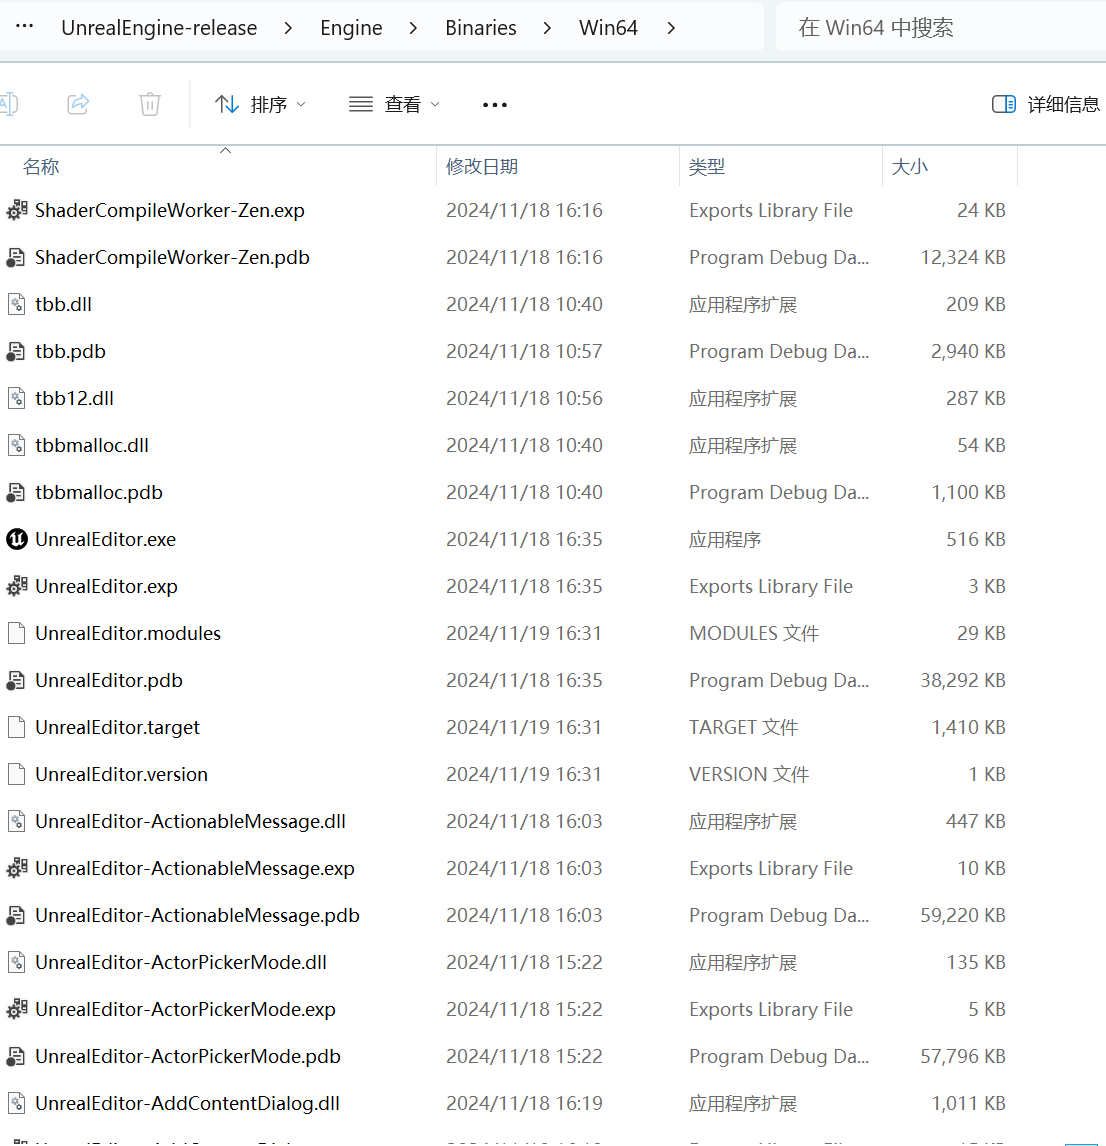 … UnrealEngine-release > Engine > Binaries > Win64 > 在 Win64 中搜索
排序 查看 ••• 详细信息
名称 修改日期 类型 大小
ShaderCompileWorker-Zen.exp 2024/11/18 16:16 Exports Library File 24 KB
ShaderCompileWorker-Zen.pdb 2024/11/18 16:16 Program Debug Da... 12,324 KB
tbb.dll 2024/11/18 10:40 应用程序扩展 209 KB
tbb.pdb 2024/11/18 10:57 Program Debug Da... 2,940 KB
tbb12.dll 2024/11/18 10:56 应用程序扩展 287 KB
tbbmalloc.dll 2024/11/18 10:40 应用程序扩展 54 KB
tbbmalloc.pdb 2024/11/18 10:40 Program Debug Da... 1,100 KB
UnrealEditor.exe 2024/11/18 16:35 应用程序 516 KB
UnrealEditor.exp 2024/11/18 16:35 Exports Library File 3 KB
UnrealEditor.modules 2024/11/19 16:31 MODULES 文件 29 KB
UnrealEditor.pdb 2024/11/18 16:35 Program Debug Da... 38,292 KB
UnrealEditor.target 2024/11/19 16:31 TARGET 文件 1,410 KB
UnrealEditor.version 2024/11/19 16:31 VERSION 文件 1 KB
UnrealEditor-ActionableMessage.dll 2024/11/18 16:03 应用程序扩展 447 KB
UnrealEditor-ActionableMessage.exp 2024/11/18 16:03 Exports Library File 10 KB
UnrealEditor-ActionableMessage.pdb 2024/11/18 16:03 Program Debug Da... 59,220 KB
UnrealEditor-ActorPickerMode.dll 2024/11/18 15:22 应用程序扩展 135 KB
UnrealEditor-ActorPickerMode.exp 2024/11/18 15:22 Exports Library File 5 KB
UnrealEditor-ActorPickerMode.pdb 2024/11/18 15:22 Program Debug Da... 57,796 KB
UnrealEditor-AddContentDialog.dll 2024/11/18 16:19 应用程序扩展 1,011 KB